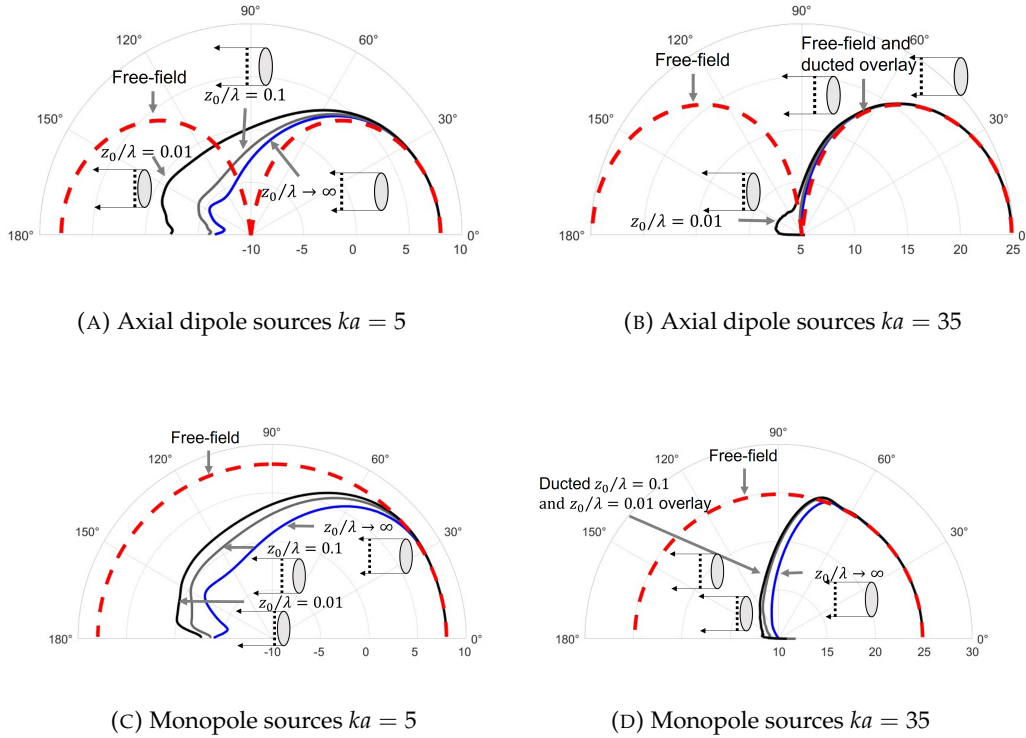 90°
120°
60°
Free-field
z₀/λ = 0.1
150°
30°
z₀/λ = 0.01
z₀/λ → ∞
180°
0°
-10
-5
0
5
10
(A) Axial dipole sources ka = 5
90°
120°
60°
Free-field and
ducted overlay
Free-field
150°
30°
z₀/λ = 0.01
180°
0
5
10
15
20
25
(B) Axial dipole sources ka = 35
Free-field
90°
120°
60°
150°
30°
z₀/λ → ∞
z₀/λ = 0.1
z₀/λ = 0.01
180°
0°
-10
-5
0
5
10
(C) Monopole sources ka = 5
90°
120°
60°
Free-field
Ducted z₀/λ = 0.1
and z₀/λ = 0.01 overlay
150°
30°
z₀/λ → ∞
180°
0°
10
15
20
25
30
(D) Monopole sources ka = 35